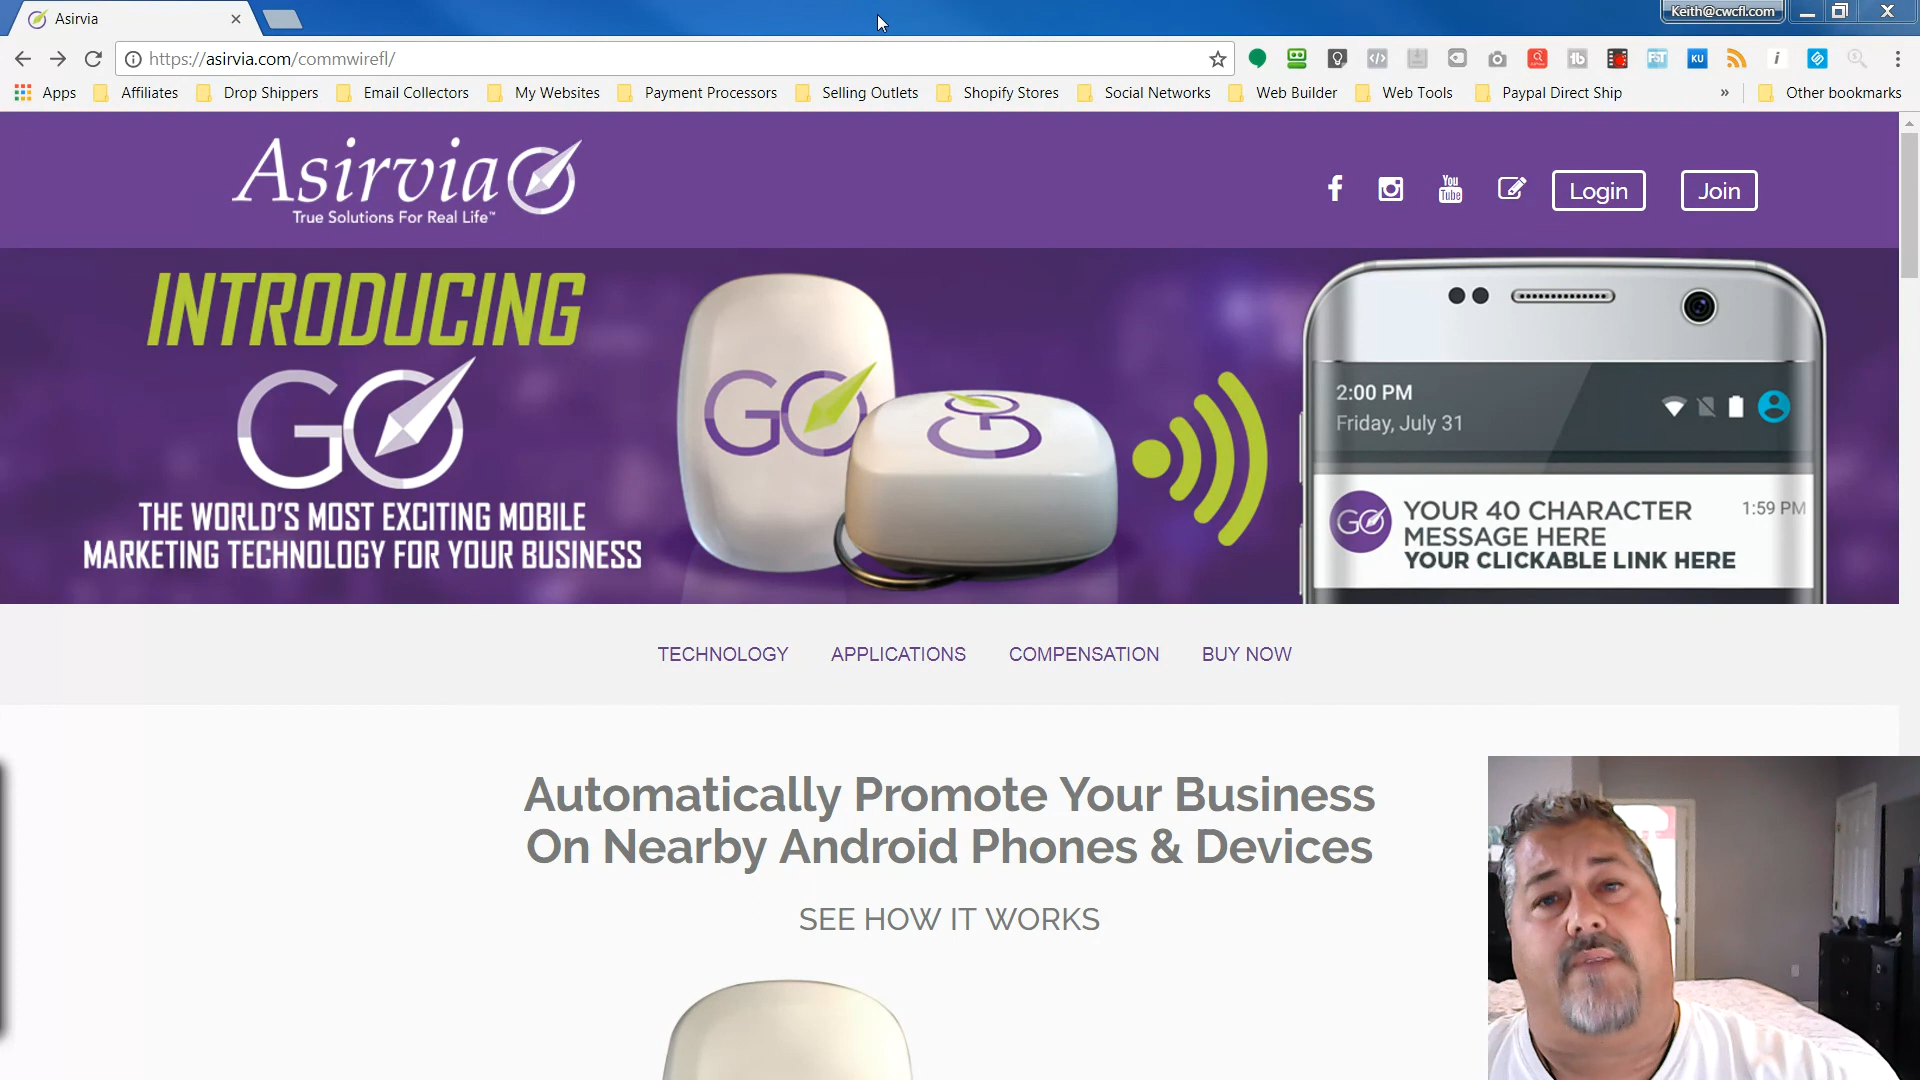 Asirvia
Keith@cwcfl.com
https://asirvia.com/commwirefl/
Apps Affiliates Drop Shippers Email Collectors My Websites Payment Processors Selling Outlets Shopify Stores Social Networks Web Builder Web Tools Paypal Direct Ship » Other bookmarks
Asirvia
True Solutions For Real Life™
You Tube
Login
Join
INTRODUCING
GO
THE WORLD'S MOST EXCITING MOBILE
MARKETING TECHNOLOGY FOR YOUR BUSINESS
GO
GO
2:00 PM
Friday, July 31
GO
YOUR 40 CHARACTER
MESSAGE HERE
YOUR CLICKABLE LINK HERE
1:59 PM
TECHNOLOGY APPLICATIONS COMPENSATION BUY NOW
Automatically Promote Your Business
On Nearby Android Phones & Devices
SEE HOW IT WORKS